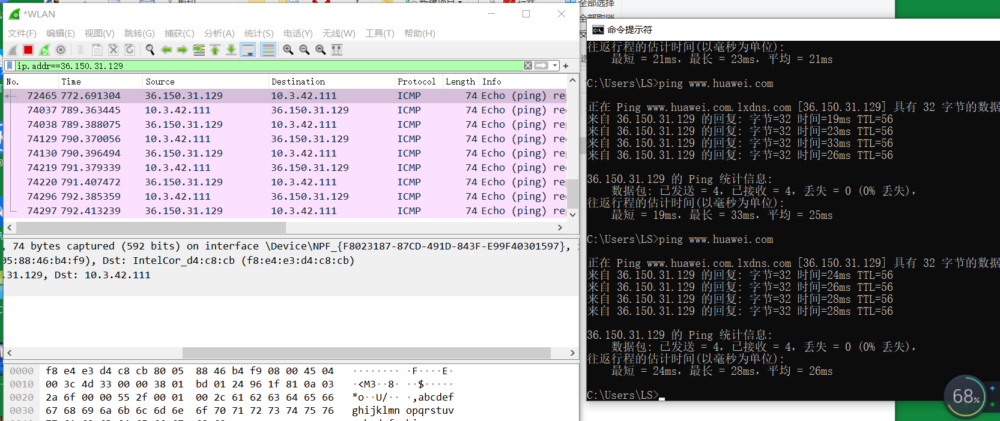 *WLAN
文件(F) 编辑(E) 视图(V) 跳转(G) 捕获(C) 分析(A) 统计(S) 电话(Y) 无线(W) 工具(T) 帮助(H)
ip.addr==36.150.31.129
No. Time Source Destination Protocol Length Info
72465 772.691304 36.150.31.129 10.3.42.111 ICMP 74 Echo (ping) re
74037 789.363445 10.3.42.111 36.150.31.129 ICMP 74 Echo (ping) re
74038 789.388075 36.150.31.129 10.3.42.111 ICMP 74 Echo (ping) re
74129 790.370056 10.3.42.111 36.150.31.129 ICMP 74 Echo (ping) re
74130 790.396494 36.150.31.129 10.3.42.111 ICMP 74 Echo (ping) re
74219 791.379339 10.3.42.111 36.150.31.129 ICMP 74 Echo (ping) re
74220 791.407472 36.150.31.129 10.3.42.111 ICMP 74 Echo (ping) re
74296 792.385359 10.3.42.111 36.150.31.129 ICMP 74 Echo (ping) re
74297 792.413239 36.150.31.129 10.3.42.111 ICMP 74 Echo (ping) re
, 74 bytes captured (592 bits) on interface \Device\NPF_{F8023187-87CD-491D-843F-E99F40301597},
05:88:46:b4:f9), Dst: IntelCor_d4:c8:cb (f8:e4:e3:d4:c8:cb)
.31.129, Dst: 10.3.42.111
0000 f8 e4 e3 d4 c8 cb 80 05 88 46 b4 f9 08 00 45 04 ········ ·F····E·
0010 00 3c 4d 33 00 00 38 01 bd 01 24 96 1f 81 0a 03 ·<M3··8· ··$·····
0020 2a 6f 00 00 55 2f 00 01 00 2c 61 62 63 64 65 66 *o··U/·· ·,abcdef
0030 67 68 69 6a 6b 6c 6d 6e 6f 70 71 72 73 74 75 76 ghijklmn opqrstuv
全部选择
命令提示符
往返行程的估计时间(以毫秒为单位):
最短 = 21ms，最长 = 23ms，平均 = 21ms
C:\Users\LS>ping www.huawei.com
正在 Ping www.huawei.com.lxdns.com [36.150.31.129] 具有 32 字节的数据
来自 36.150.31.129 的回复: 字节=32 时间=19ms TTL=56
来自 36.150.31.129 的回复: 字节=32 时间=23ms TTL=56
来自 36.150.31.129 的回复: 字节=32 时间=33ms TTL=56
来自 36.150.31.129 的回复: 字节=32 时间=26ms TTL=56
36.150.31.129 的 Ping 统计信息:
数据包: 已发送 = 4，已接收 = 4，丢失 = 0 (0% 丢失)，
往返行程的估计时间(以毫秒为单位):
最短 = 19ms，最长 = 33ms，平均 = 25ms
C:\Users\LS>ping www.huawei.com
正在 Ping www.huawei.com.lxdns.com [36.150.31.129] 具有 32 字节的数据
来自 36.150.31.129 的回复: 字节=32 时间=24ms TTL=56
来自 36.150.31.129 的回复: 字节=32 时间=26ms TTL=56
来自 36.150.31.129 的回复: 字节=32 时间=28ms TTL=56
来自 36.150.31.129 的回复: 字节=32 时间=28ms TTL=56
36.150.31.129 的 Ping 统计信息:
数据包: 已发送 = 4，已接收 = 4，丢失 = 0 (0% 丢失)，
往返行程的估计时间(以毫秒为单位):
最短 = 24ms，最长 = 28ms，平均 = 26ms
C:\Users\LS>
68%